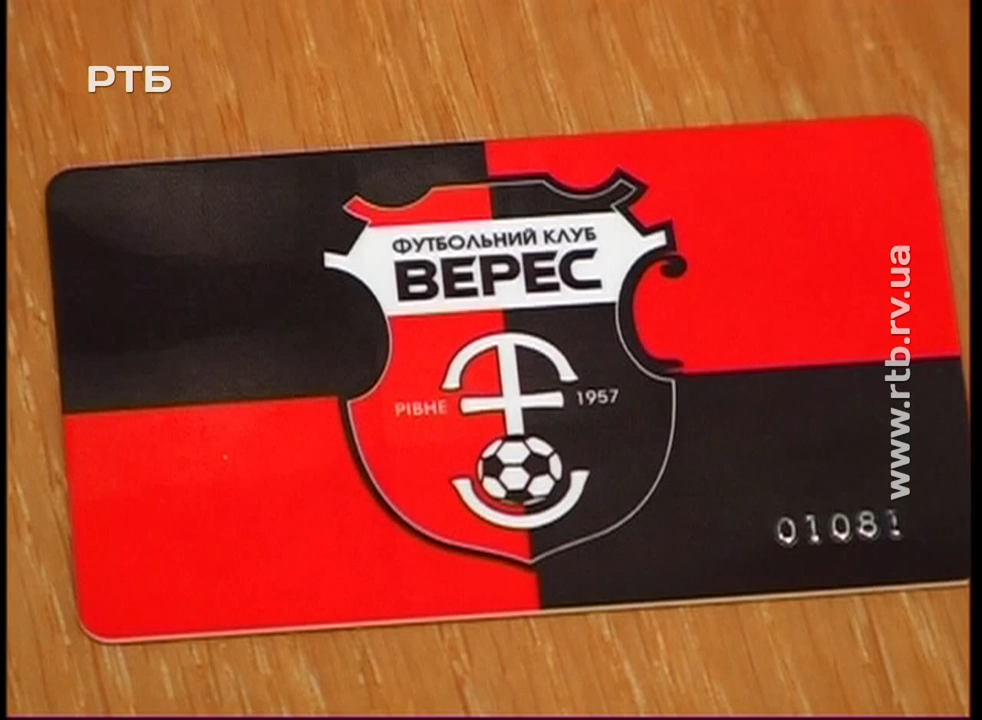 РТБ
ФУТБОЛЬНИЙ КЛУБ
ВЕРЕС
РІВНЕ 1957
01081
www.rtb.rv.ua